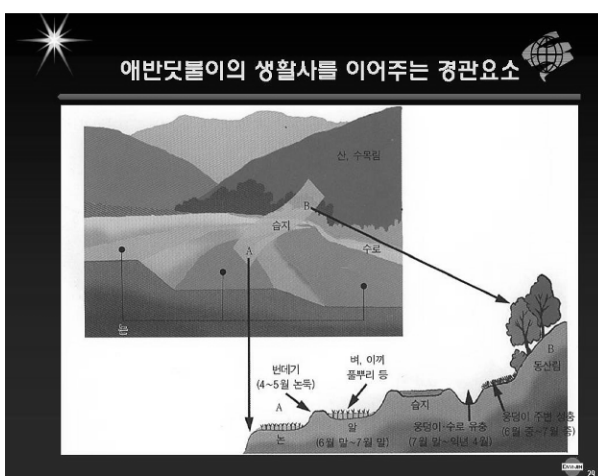 애반딧불이의 생활사를 이어주는 경관요소
산, 수목림
B
습지
A
수로
논
번데기
(4~5월 논둑)
벼, 이끼
풀뿌리 등
A
논
알
(6월 말~7월 말)
습지
웅덩이·수로 유충
(7월 말~익년 4월)
웅덩이 주변 성충
(6월 중~7월 중)
B
동산림
29